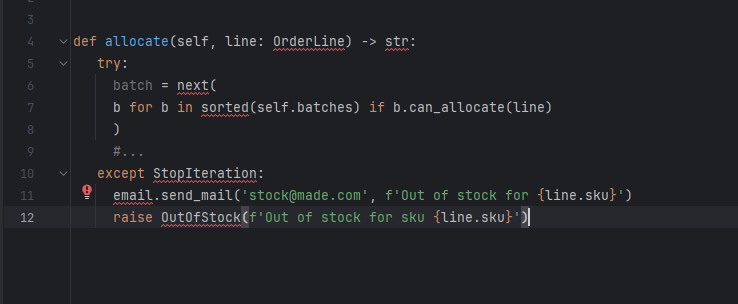 2
3
4 def allocate(self, line: OrderLine) -> str:
5 try:
6 batch = next(
7 b for b in sorted(self.batches) if b.can_allocate(line)
8 )
9 #...
10 except StopIteration:
11 email.send_mail('stock@made.com', f'Out of stock for {line.sku}')
12 raise OutOfStock(f'Out of stock for sku {line.sku}')